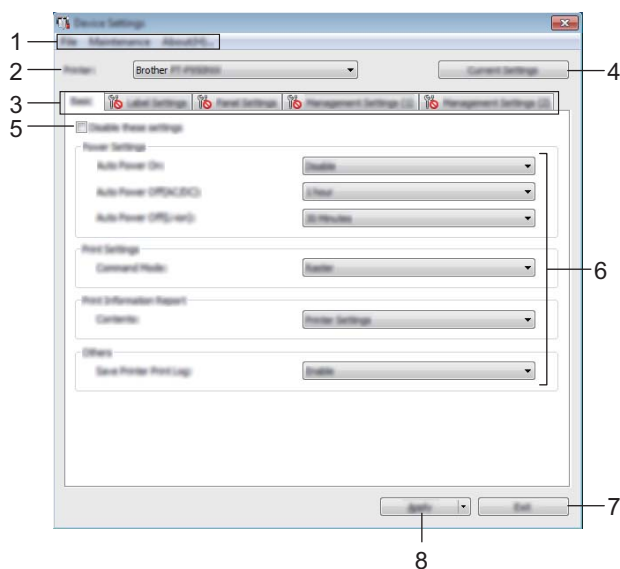 Device Settings
1
File Maintenance About(H)...
2
Printer: Brother
Current Settings
4
3
Basic Label Settings Panel Settings Management Settings (1) Management Settings (2)
5
Disable these settings
Power Settings
Auto Power On: Disable
Auto Power Off(AC/DC): 1 hour
Auto Power Off(Li-ion): 30 Minutes
Print Settings
Command Mode: Raster
6
Print Information Report
Contents: Printer Settings
Others
Save Printer Print Log: Enable
Apply Exit
7
8